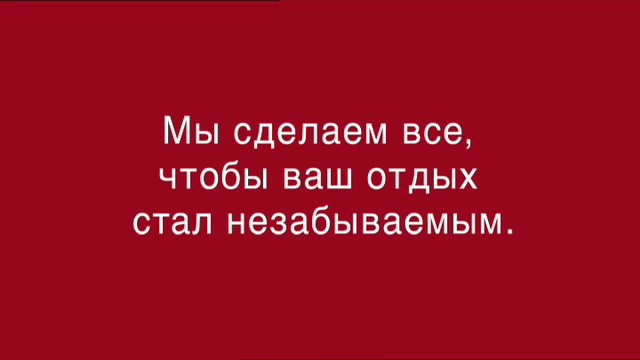 Мы сделаем все,
чтобы ваш отдых
стал незабываемым.